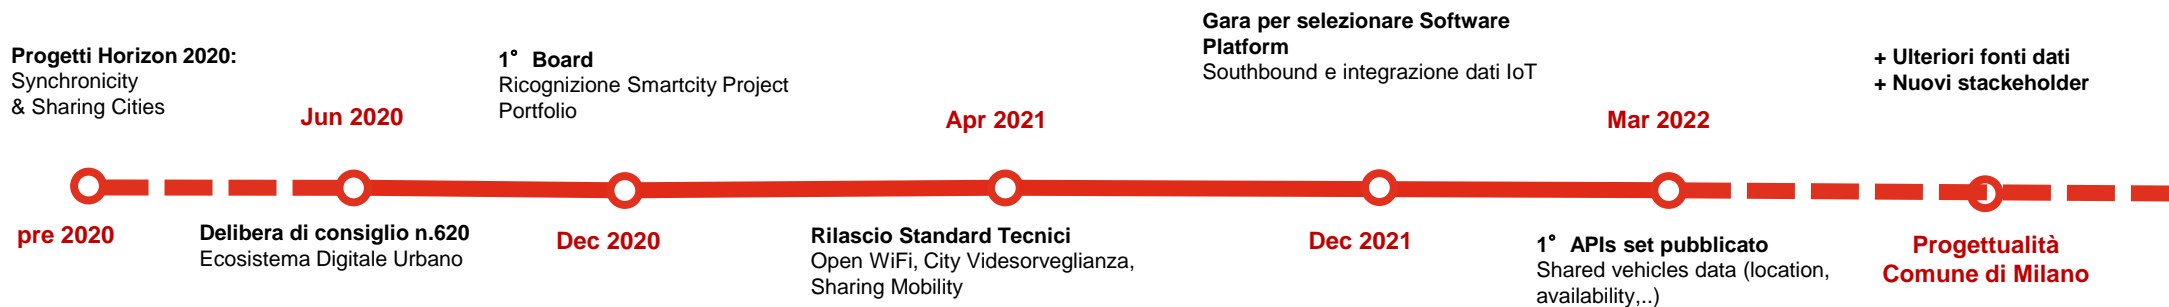 Progetti Horizon 2020:
Synchronicity
& Sharing Cities
pre 2020
Jun 2020
Delibera di consiglio n.620
Ecosistema Digitale Urbano
1° Board
Ricognizione Smartcity Project
Portfolio
Dec 2020
Apr 2021
Rilascio Standard Tecnici
Open WiFi, City Videsorveglianza,
Sharing Mobility
Gara per selezionare Software
Platform
Southbound e integrazione dati IoT
Dec 2021
Mar 2022
1° APIs set pubblicato
Shared vehicles data (location,
availability,..)
+ Ulteriori fonti dati
+ Nuovi stackeholder
Progettualità
Comune di Milano